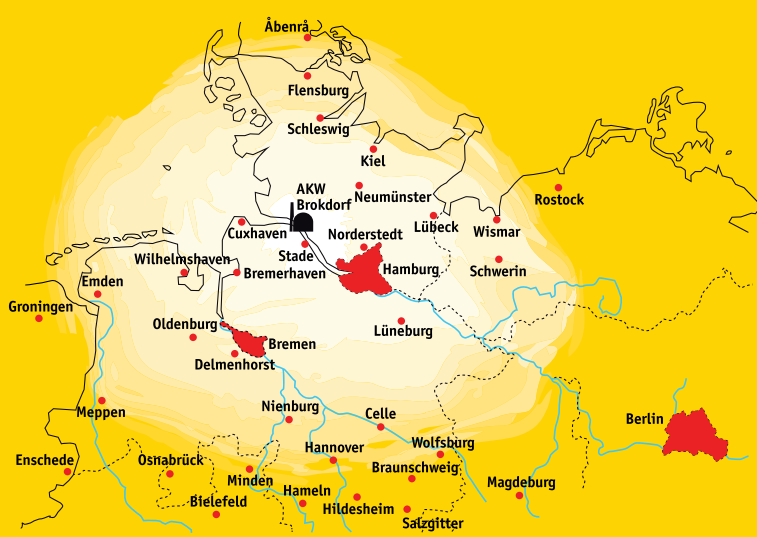 Åbenrå
Flensburg
Schleswig
Kiel
AKW
Brokdorf
Neumünster
Rostock
Cuxhaven
Norderstedt
Lübeck
Wismar
Stade
Wilhelmshaven
Bremerhaven
Hamburg
Schwerin
Emden
Groningen
Oldenburg
Bremen
Lüneburg
Delmenhorst
Meppen
Nienburg
Celle
Berlin
Enschede
Osnabrück
Hannover
Wolfsburg
Braunschweig
Minden
Hameln
Magdeburg
Bielefeld
Hildesheim
Salzgitter